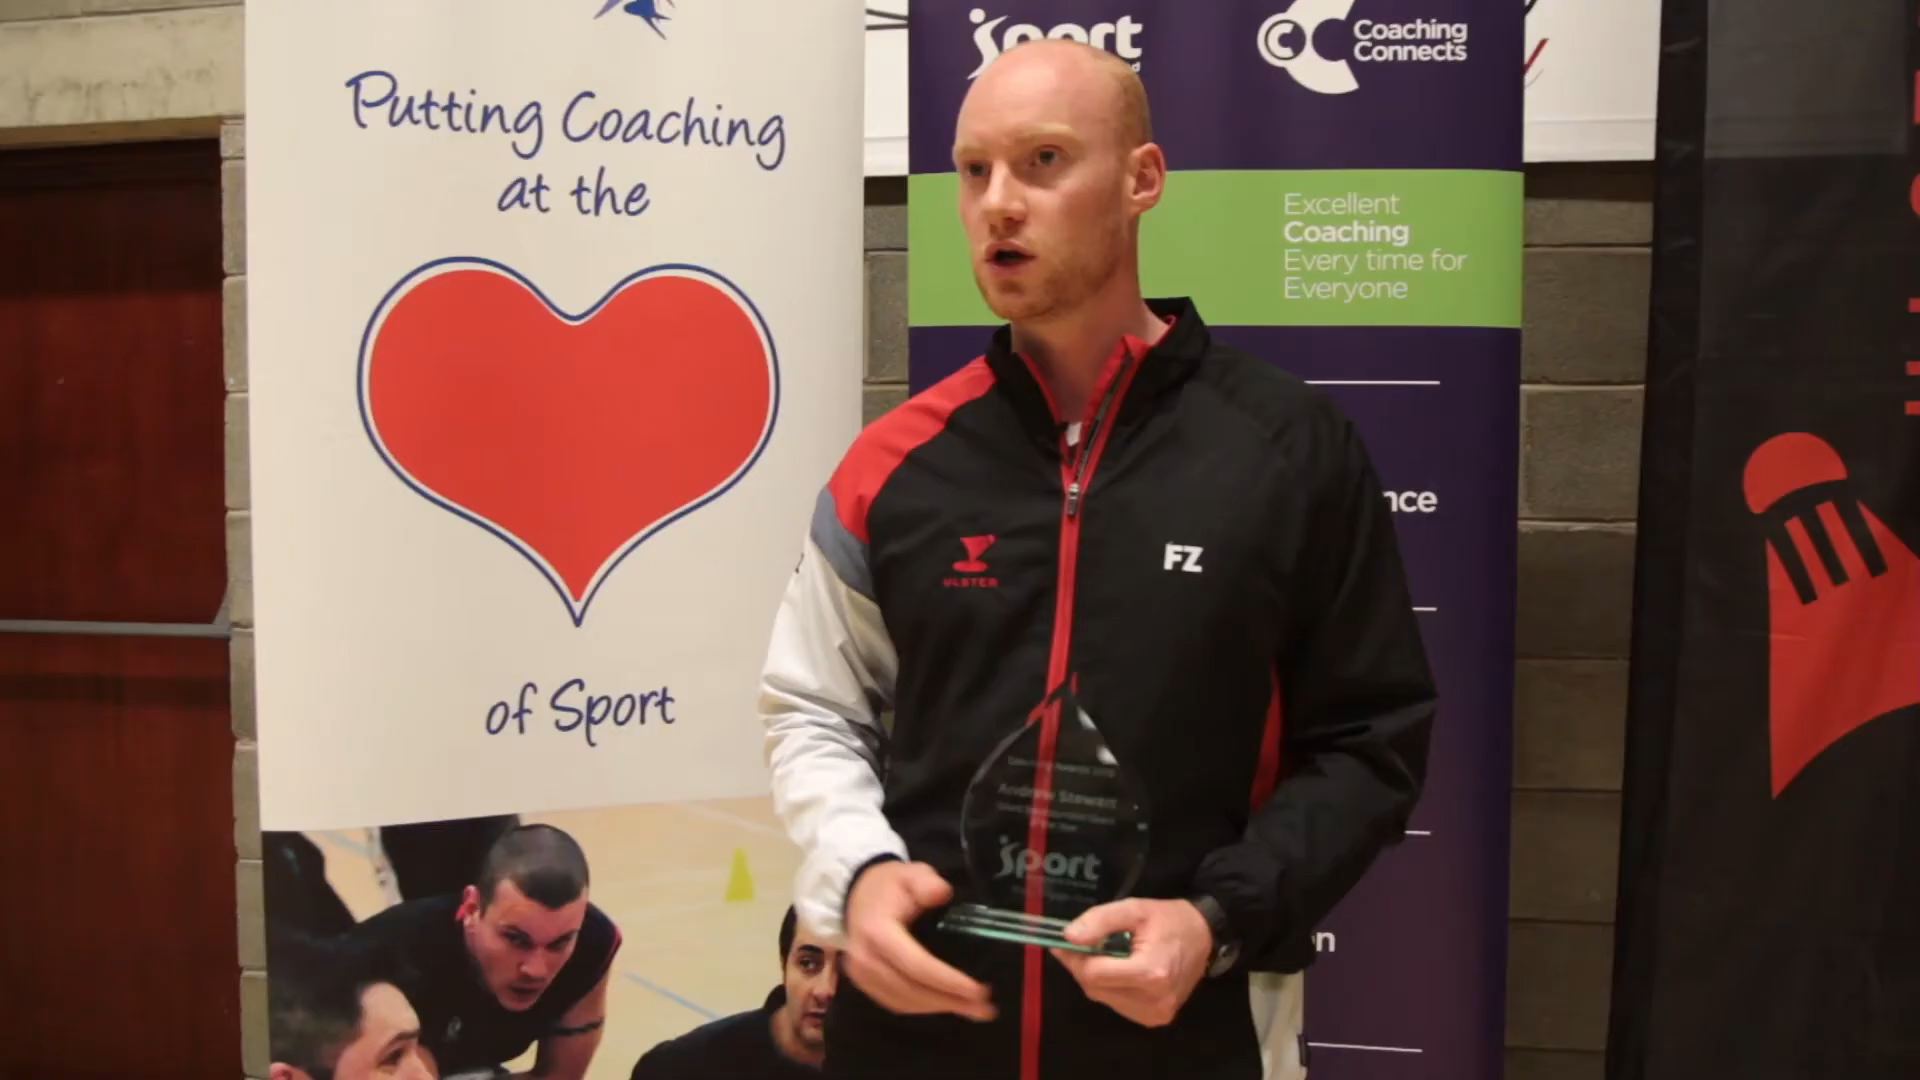 Putting Coaching
at the
of Sport
Sport
Coaching
Connects
Excellent
Coaching
Every time for
Everyone
ULSTER
FZ
Andrew Stewart
Sport